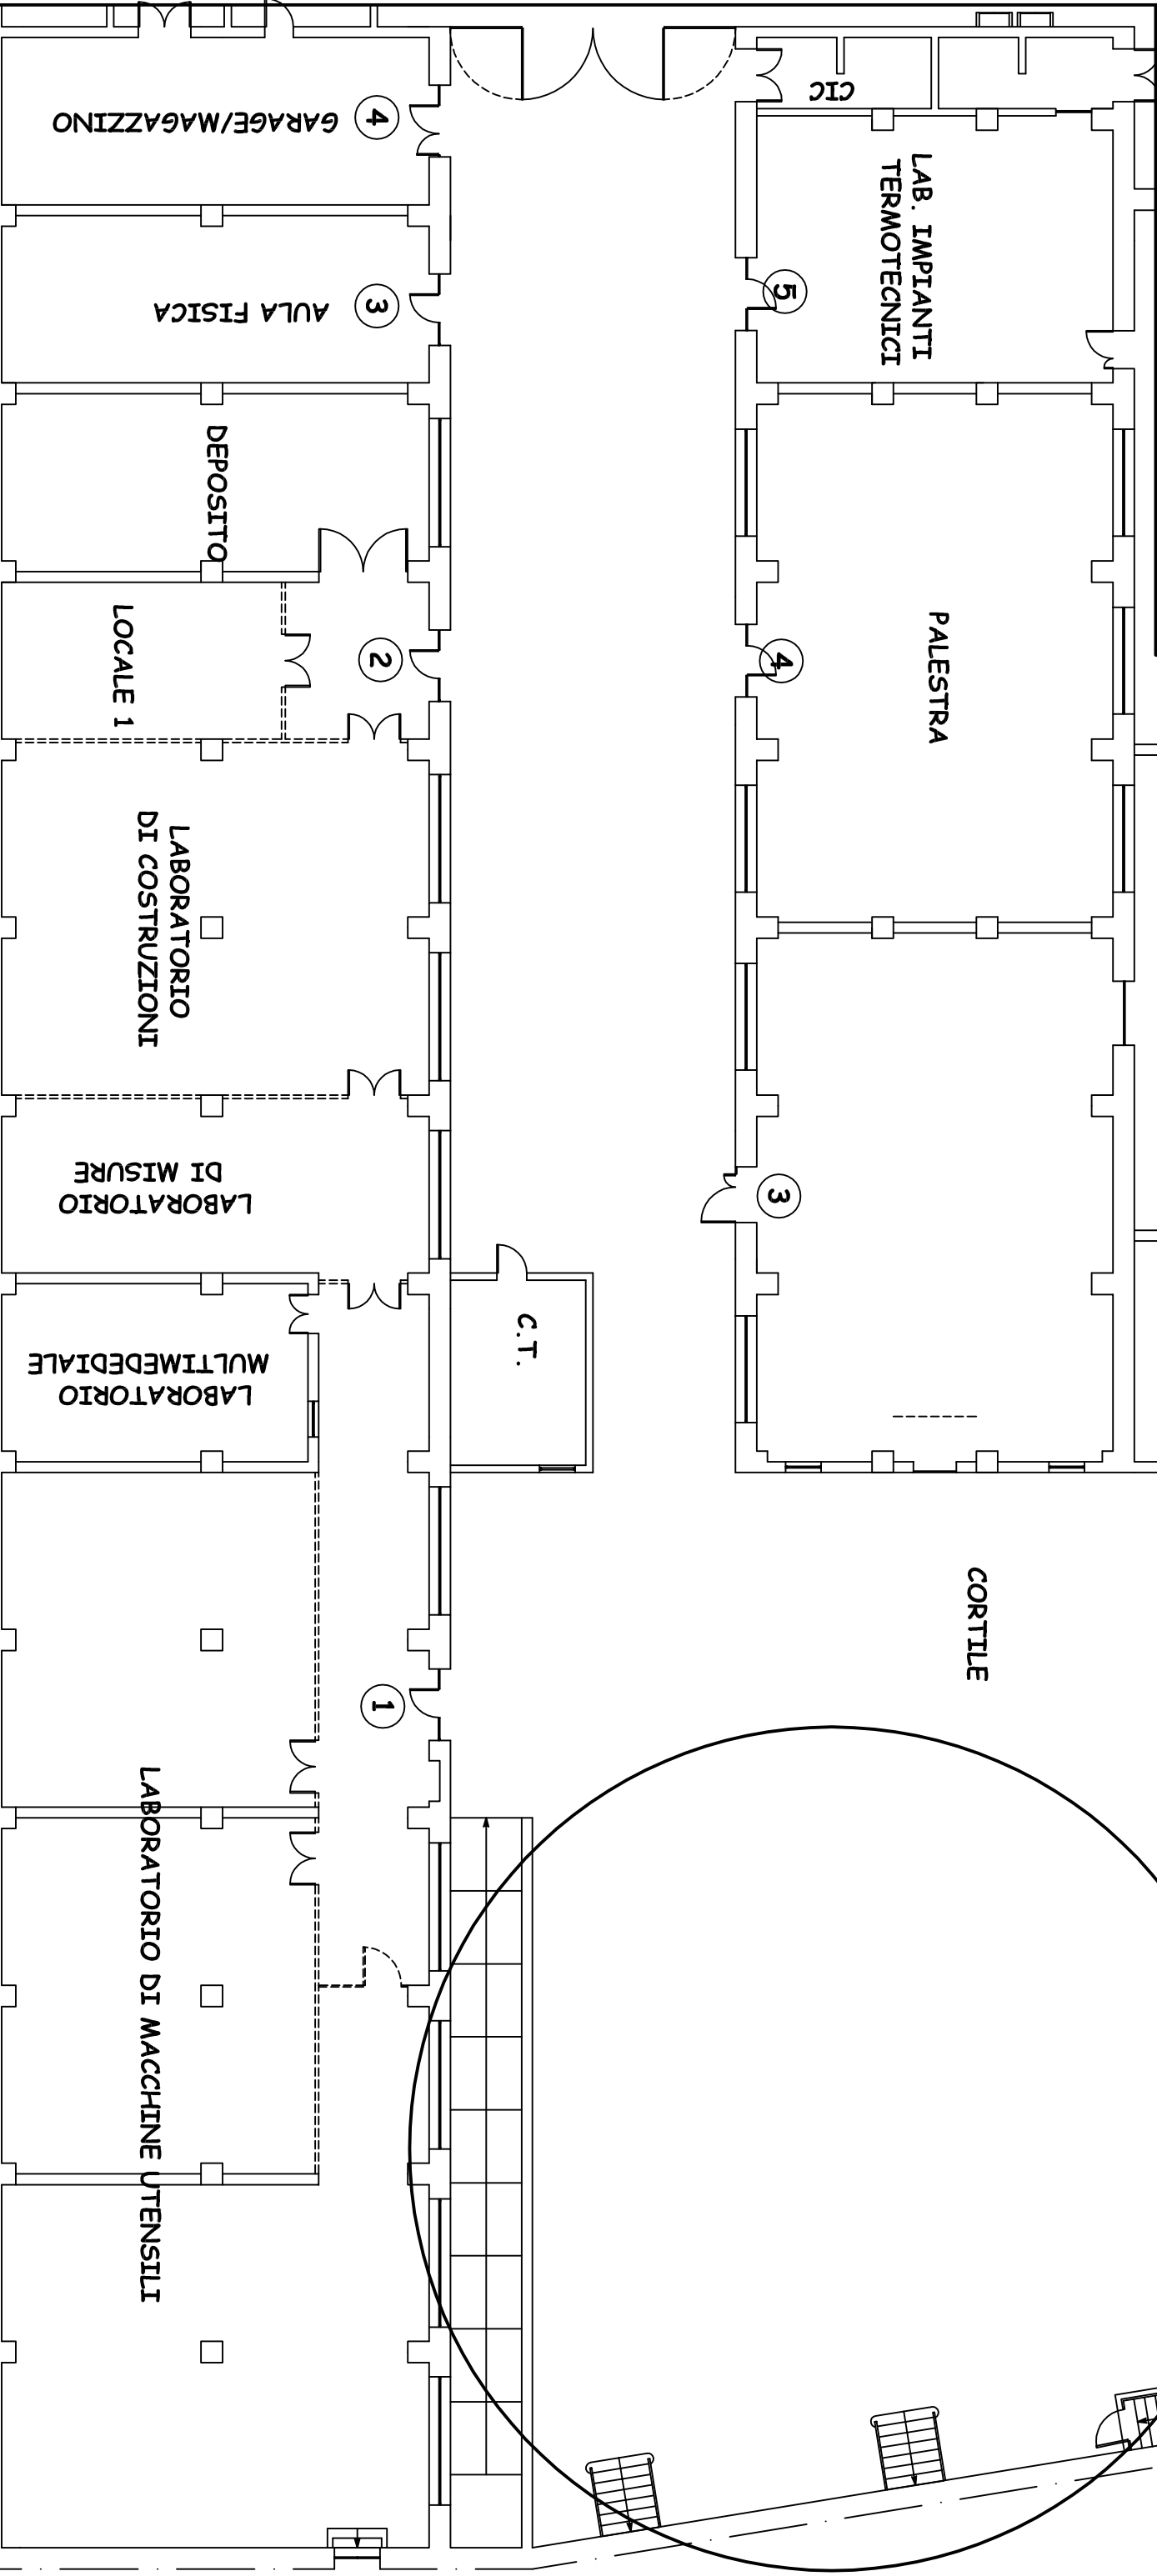 GARAGE/MAGAZZINO
4
CIC
LAB. IMPIANTI
TERMOTECNICI
5
AULA FISICA
3
DEPOSITO
LOCALE 1
2
PALESTRA
4
LABORATORIO
DI COSTRUZIONI
LABORATORIO
DI MISURE
3
C.T.
LABORATORIO
MULTIMEDEDIALE
CORTILE
1
LABORATORIO DI MACCHINE UTENSILI